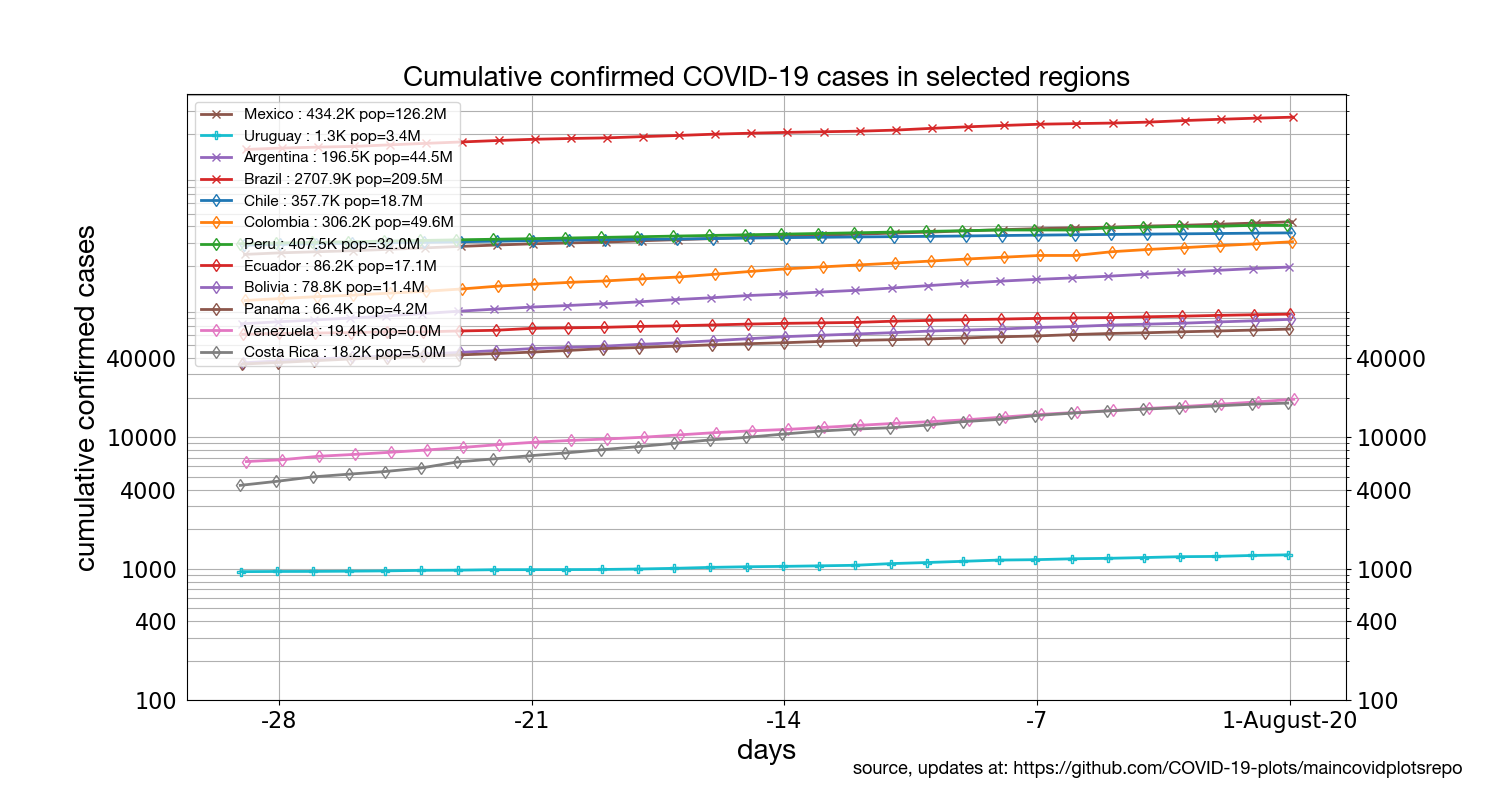 Cumulative confirmed COVID-19 cases in selected regions
Mexico : 434.2K pop=126.2M
Uruguay : 1.3K pop=3.4M
Argentina : 196.5K pop=44.5M
Brazil : 2707.9K pop=209.5M
Chile : 357.7K pop=18.7M
Colombia : 306.2K pop=49.6M
Peru : 407.5K pop=32.0M
Ecuador : 86.2K pop=17.1M
Bolivia : 78.8K pop=11.4M
Panama : 66.4K pop=4.2M
Venezuela : 19.4K pop=0.0M
Costa Rica : 18.2K pop=5.0M
cumulative confirmed cases
40000 40000
10000 10000
4000 4000
1000 1000
400 400
100 100
-28 -21 -14 -7 1-August-20
days
source, updates at: https://github.com/COVID-19-plots/maincovidplotsrepo